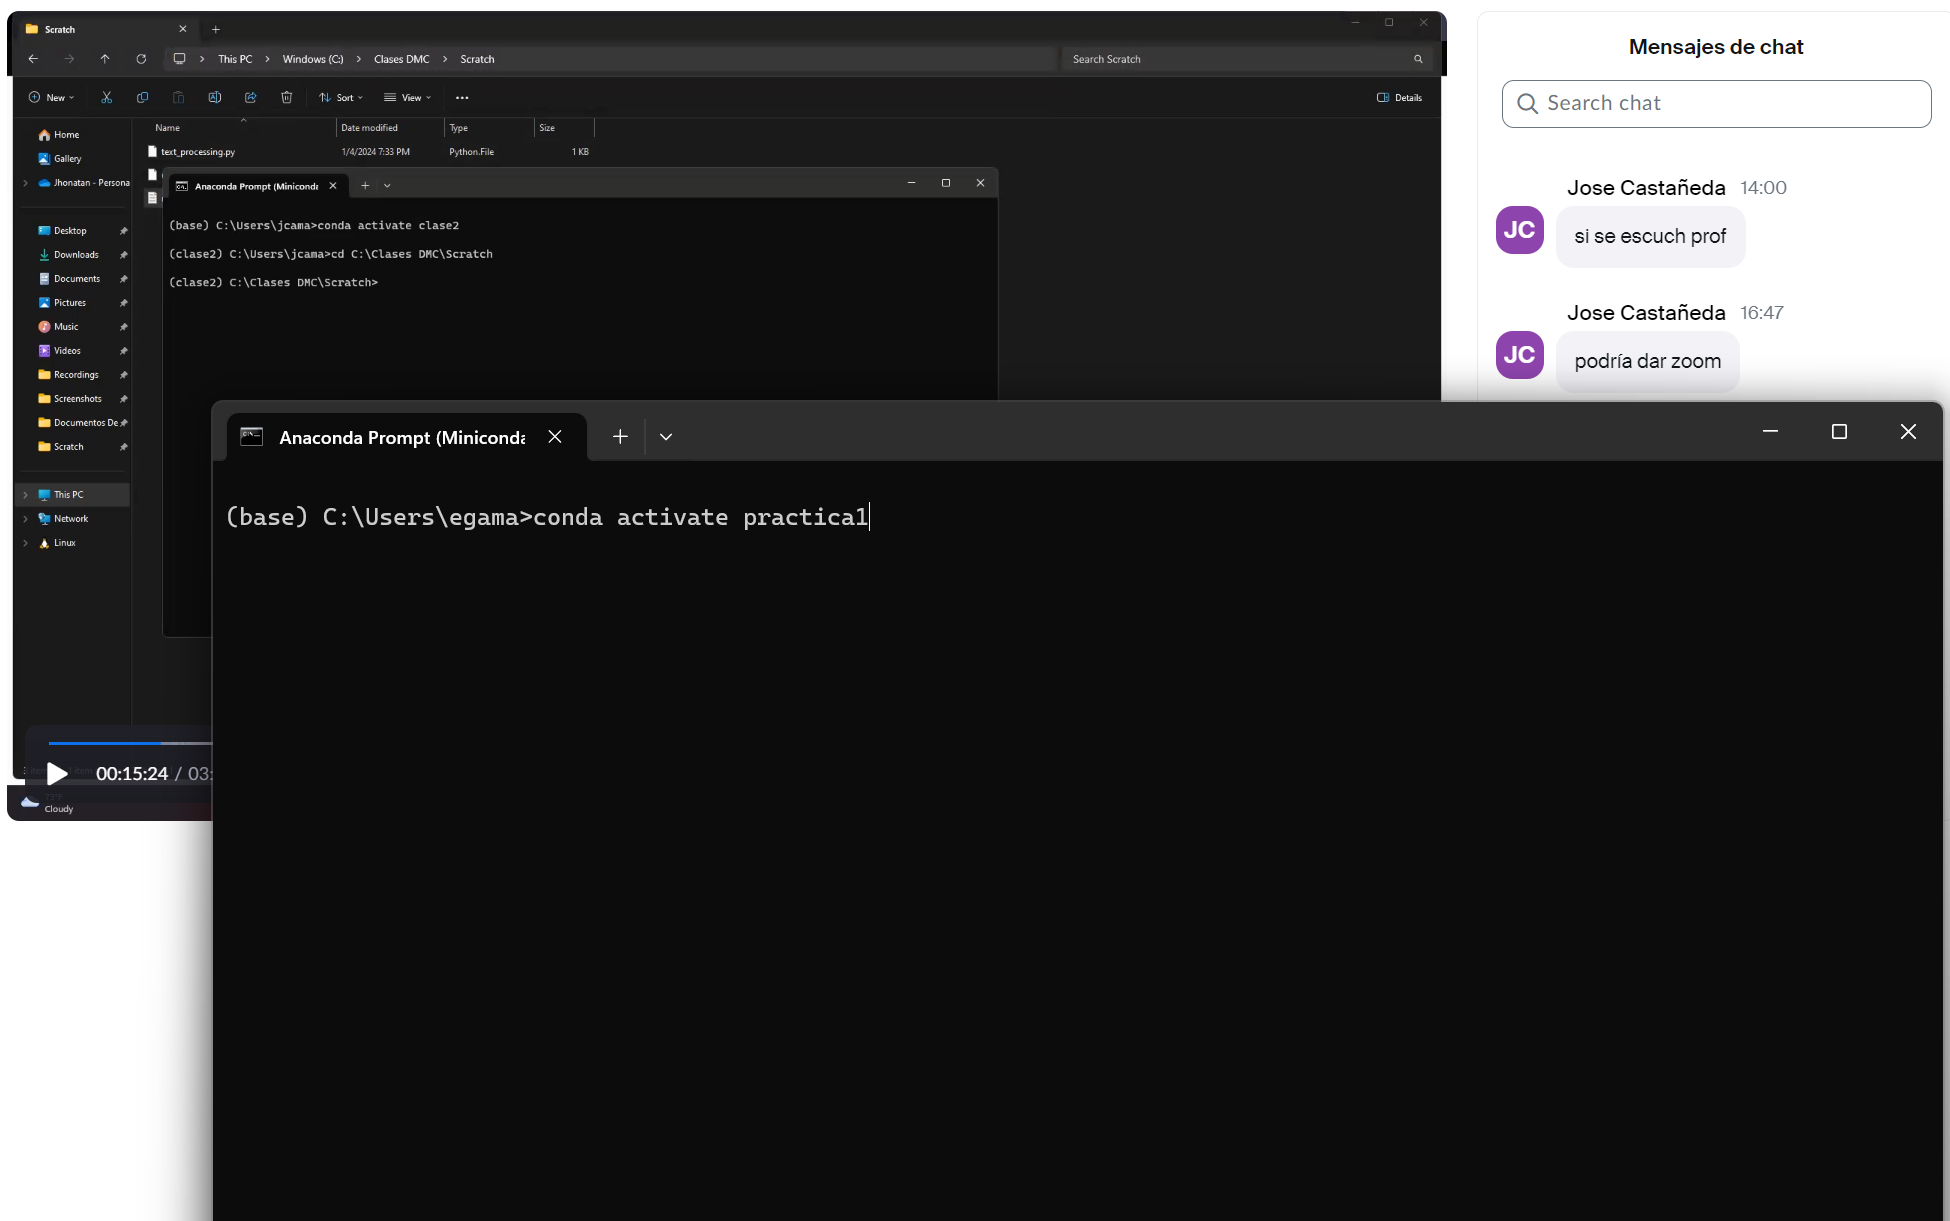 Scratch
This PC > Windows (C:) > Clases DMC > Scratch
Search Scratch
New
Sort
View
Details
Name
Date modified
Type
Size
text_processing.py
1/4/2024 7:33 PM
Python.File
1 KB
Home
Gallery
Jhonatan - Persona
Desktop
Downloads
Documents
Pictures
Music
Videos
Recordings
Screenshots
Documentos De
Scratch
This PC
Network
Linux
Anaconda Prompt (Miniconda
(base) C:\Users\jcama>conda activate clase2
(clase2) C:\Users\jcama>cd C:\Clases DMC\Scratch
(clase2) C:\Clases DMC\Scratch>
00:15:24 / 03:
Cloudy
Mensajes de chat
Search chat
Jose Castañeda 14:00
JC
si se escuch prof
Jose Castañeda 16:47
JC
podría dar zoom
Anaconda Prompt (Miniconda
(base) C:\Users\egama>conda activate practica1